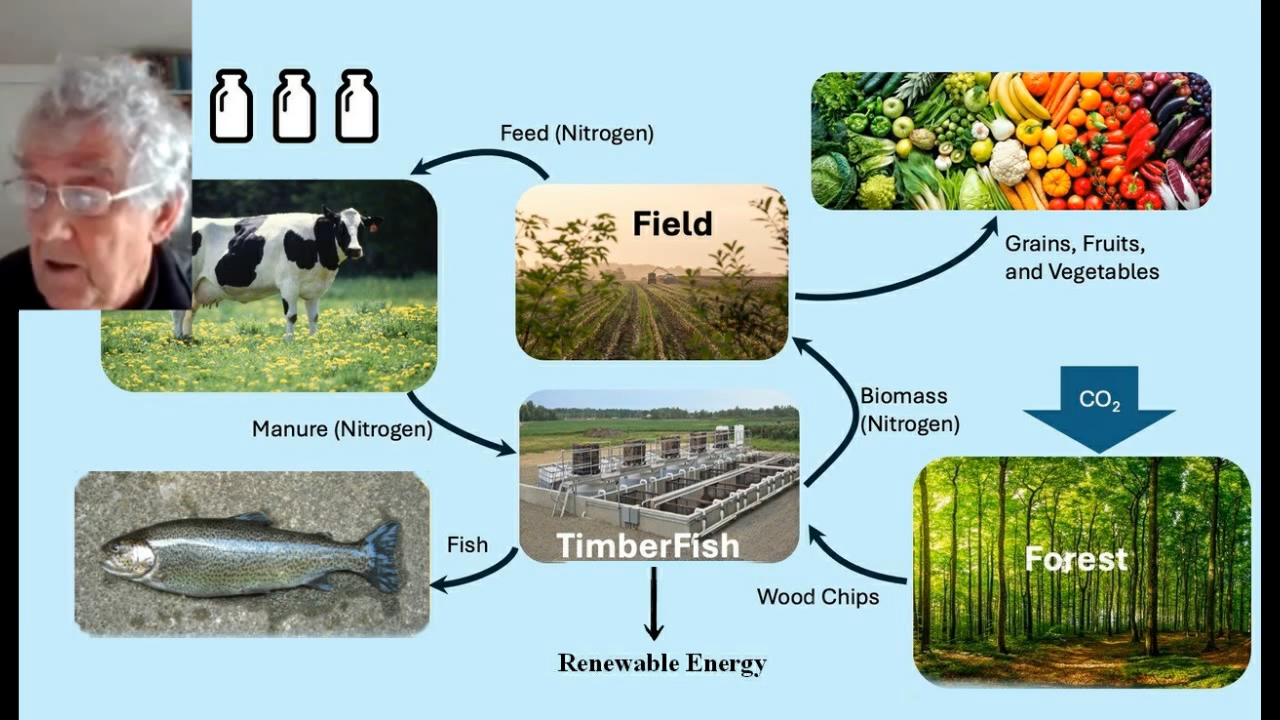 Feed (Nitrogen)
Field
Grains, Fruits,
and Vegetables
CO₂
Biomass
(Nitrogen)
Manure (Nitrogen)
Fish
TimberFish
Forest
Wood Chips
Renewable Energy